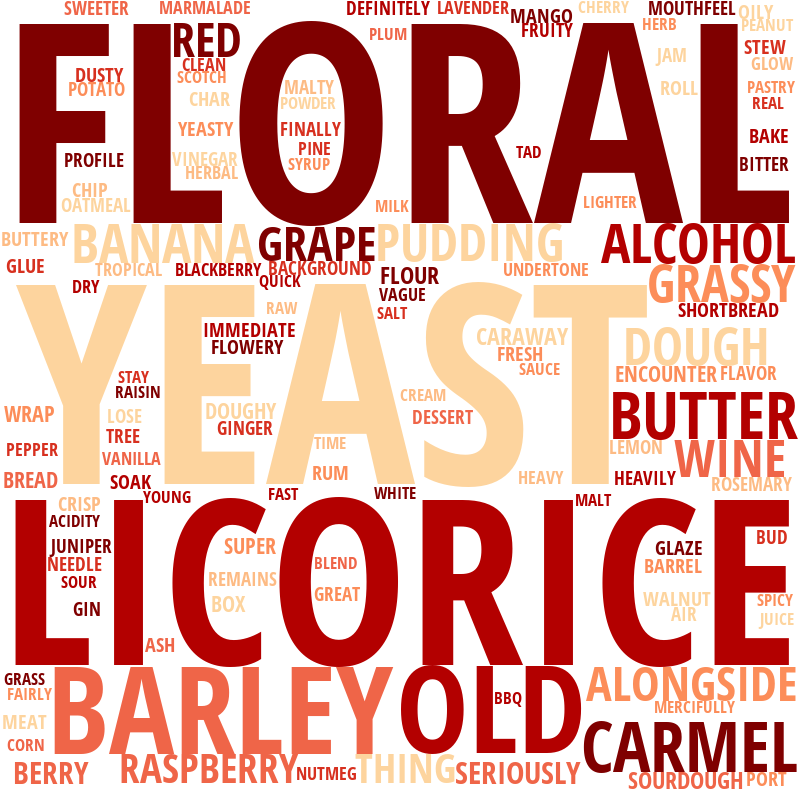 SWEETER
MARMALADE
DEFINITELY
LAVENDER
MANGO
CHERRY
MOUTHFEEL
OILY
PEANUT
FRUITY
HERB
PLUM
RED
FLORAL
CLEAN
SCOTCH
DUSTY
POTATO
CHAR
MALTY
POWDER
JAM
ROLL
STEW
GLOW
PASTRY
REAL
YEASTY
FINALLY
PINE
SYRUP
TAD
BAKE
BITTER
PROFILE
VINEGAR
HERBAL
CHIP
OATMEAL
MILK
LIGHTER
BUTTERY
BANANA
GRAPE
PUDDING
ALCOHOL
GLUE
TROPICAL
BLACKBERRY
BACKGROUND
QUICK
FLOUR
UNDERTONE
GRASSY
DRY
VAGUE
SHORTBREAD
RAW
SALT
YEAST
IMMEDIATE
FLOWERY
CARAWAY
FRESH
SAUCE
DOUGH
ENCOUNTER
FLAVOR
STAY
RAISIN
CREAM
BUTTER
WRAP
LOSE
DOUGHY
GINGER
DESSERT
TREE
TIME
LEMON
WINE
PEPPER
VANILLA
BREAD
SOAK
RUM
HEAVY
HEAVILY
ROSEMARY
YOUNG
FAST
WHITE
MALT
CRISP
ACIDITY
LICORICE
JUNIPER
NEEDLE
SOUR
SUPER
BLEND
GLAZE
BUD
BARREL
REMAINS
GREAT
BOX
GIN
WALNUT
AIR
SPICY
JUICE
ASH
GRASS
FAIRLY
BARLEY
OLD
BBQ
ALONGSIDE
MERCIFULLY
MEAT
CORN
CARMEL
BERRY
RASPBERRY
NUTMEG
THING
SERIOUSLY
SOURDOUGH
PORT